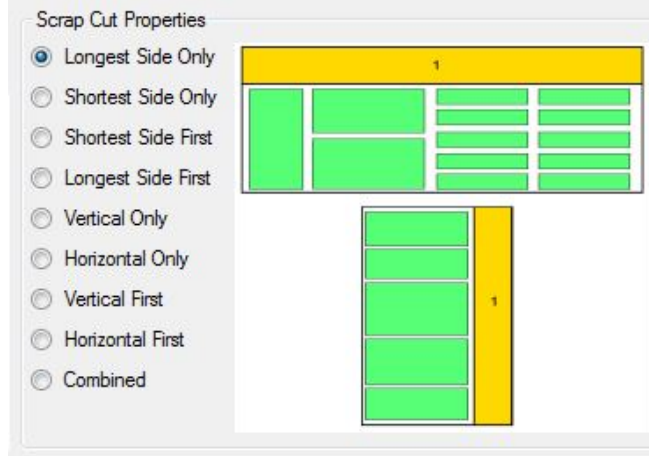 Scrap Cut Properties
Longest Side Only
Shortest Side Only
Shortest Side First
Longest Side First
Vertical Only
Horizontal Only
Vertical First
Horizontal First
Combined
1
1